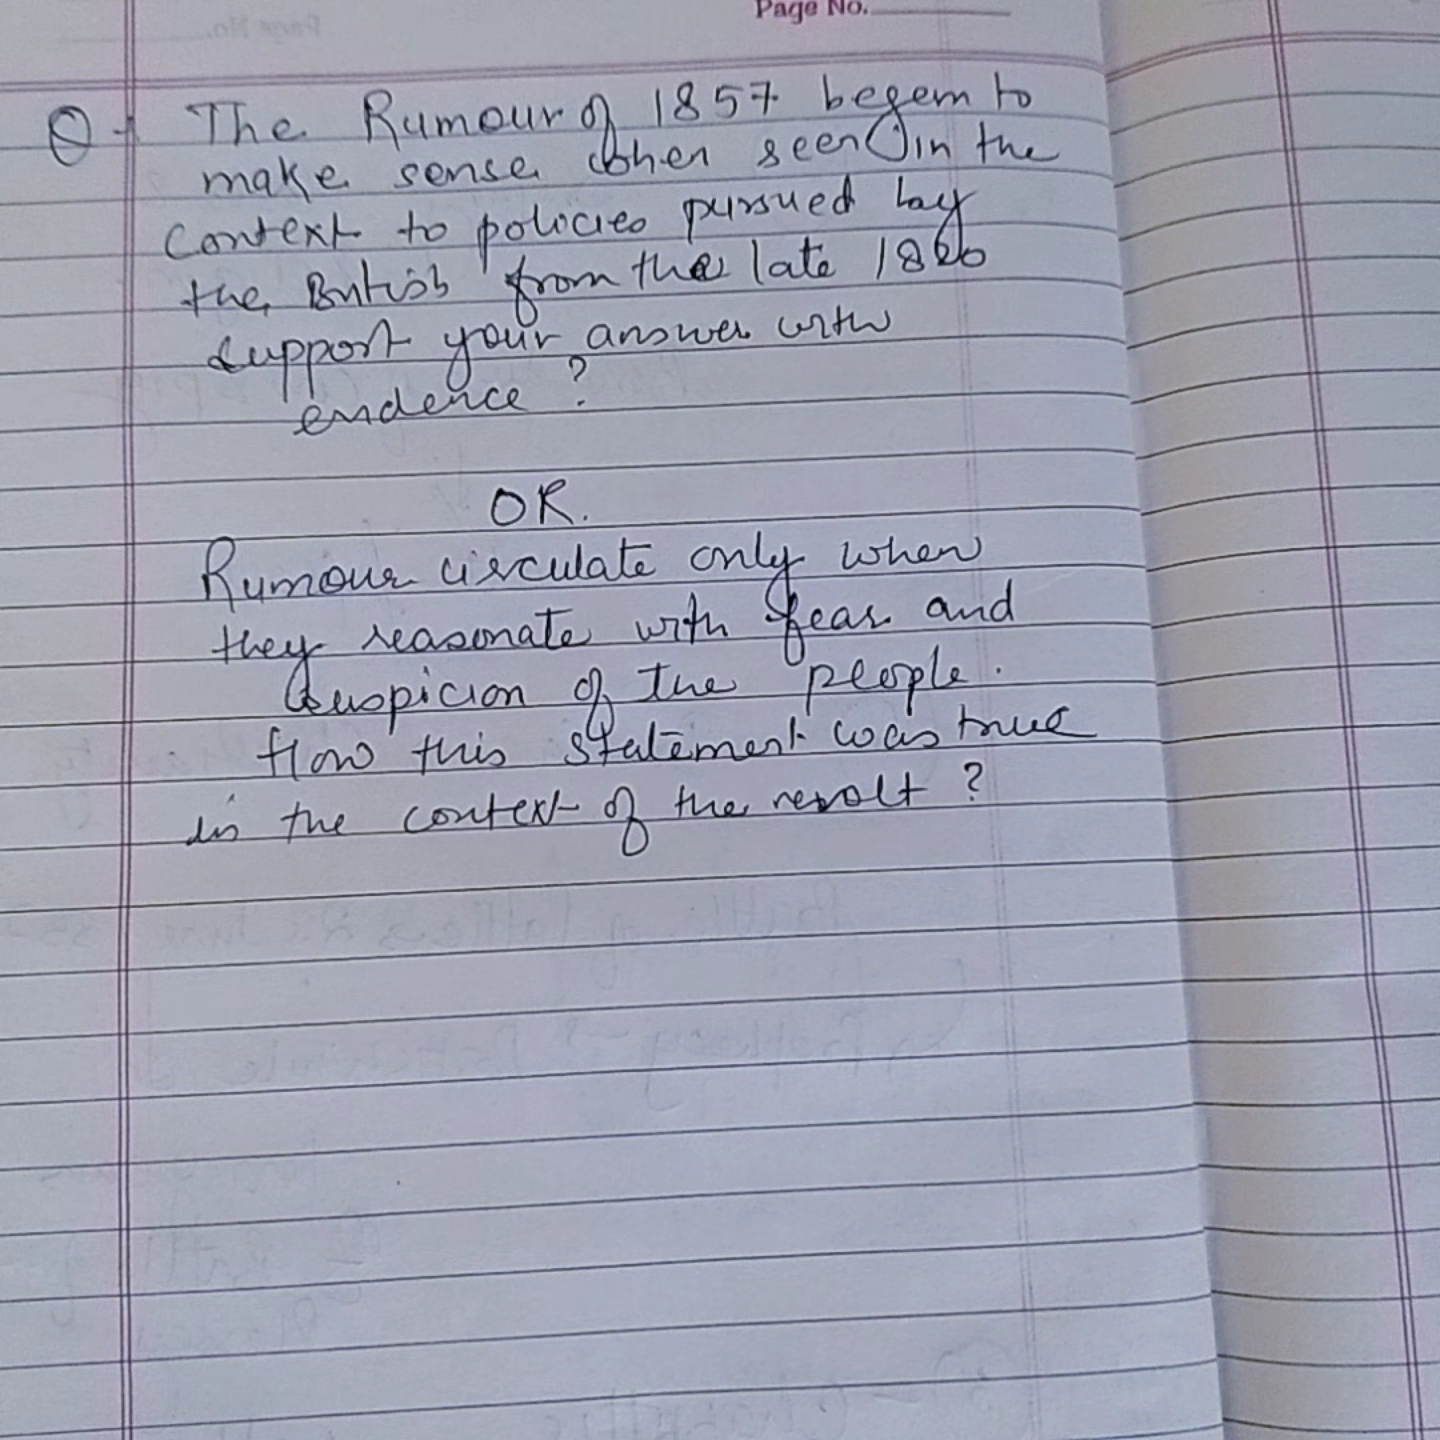 Page No.
Q - The Rumour of 1857 begem to
make sense when seen in the
context to policies pursued by
the British from the late 1820
support your answer with
endence ?
OR.
Rumour circulate only when
they reasonate with fear and
suspicion of the people.
How this statement was true
in the context of the revolt ?